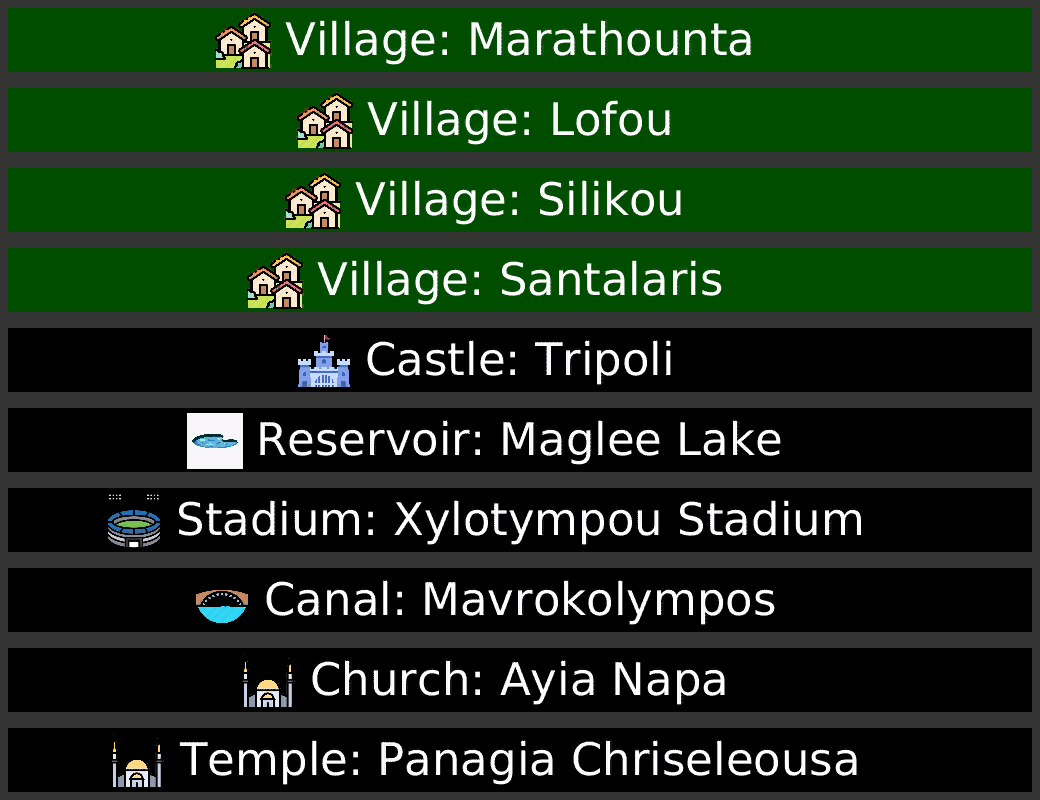 Village: Marathounta
Village: Lofou
Village: Silikou
Village: Santalaris
Castle: Tripoli
Reservoir: Maglee Lake
Stadium: Xylotympou Stadium
Canal: Mavrokolympos
Church: Ayia Napa
Temple: Panagia Chriseleousa